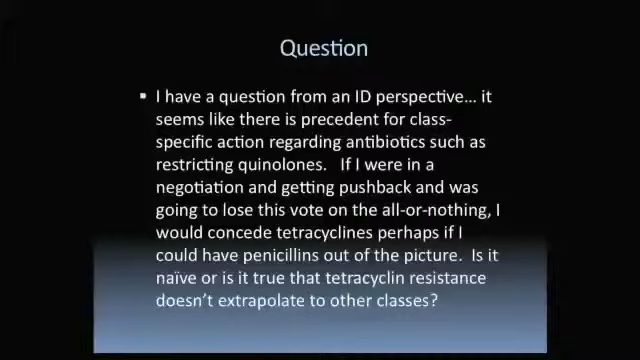 Question
▪ I have a question from an ID perspective... it
seems like there is precedent for class-
specific action regarding antibiotics such as
restricting quinolones.   If I were in a
negotiation and getting pushback and was
going to lose this vote on the all-or-nothing, I
would concede tetracyclines perhaps if I
could have penicillins out of the picture.  Is it
naïve or is it true that tetracyclin resistance
doesn't extrapolate to other classes?